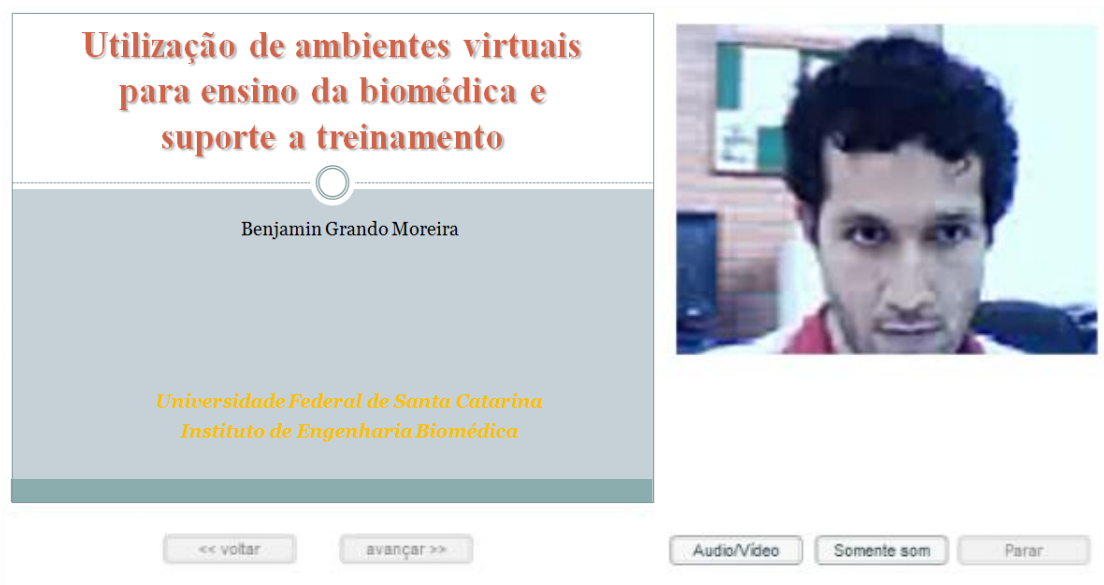 Utilização de ambientes virtuais
para ensino da biomédica e
suporte a treinamento
Benjamin Grando Moreira
Universidade Federal de Santa Catarina
Instituto de Engenharia Biomédica
<< voltar
avançar >>
Audio/Vídeo
Somente som
Parar